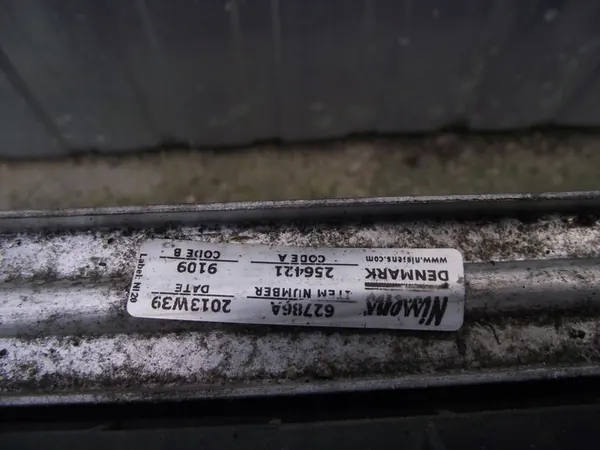 Nissens
DENMARK
www.nissens.com
62786A
ITEM NUMBER
256421
CODE A
2013W39
DATE
9109
CODE B
Label: NI*20